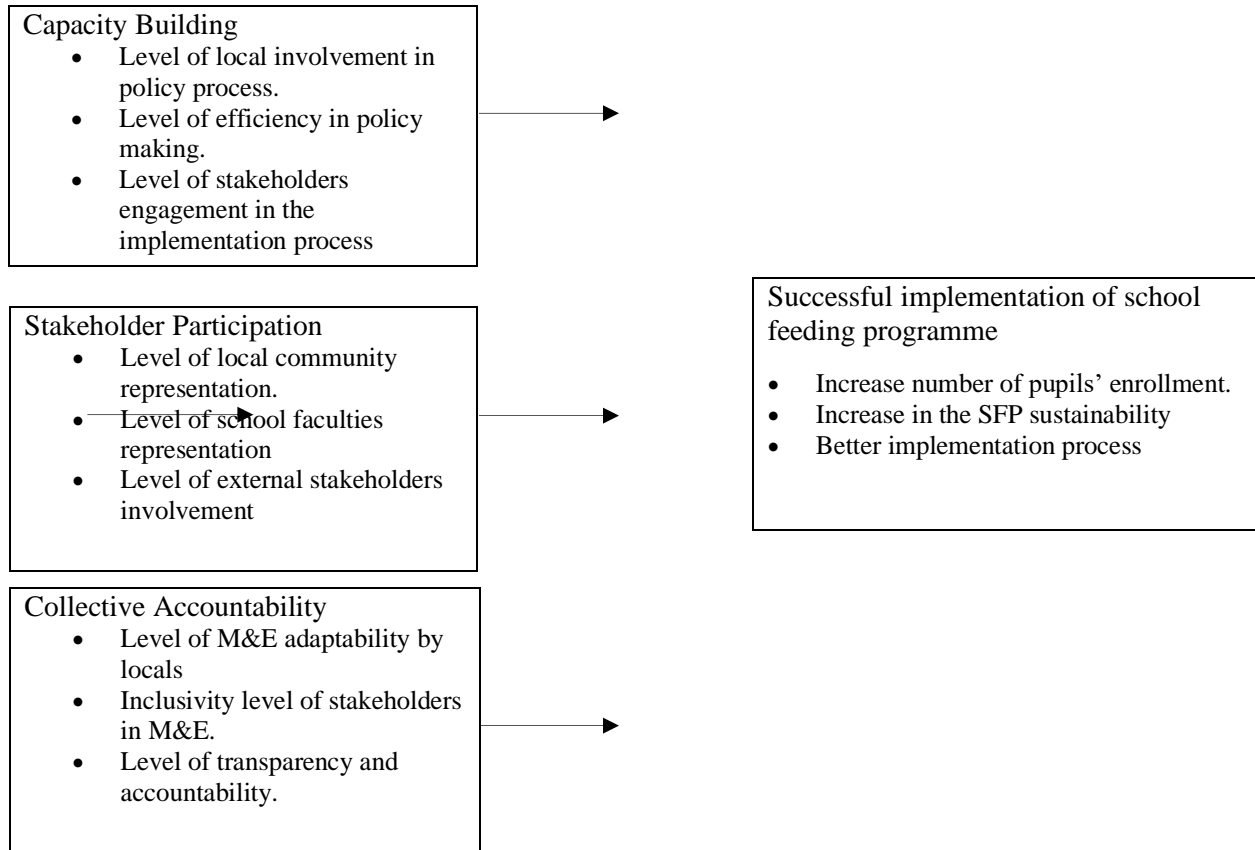 Capacity Building
• Level of local involvement in
policy process.
• Level of efficiency in policy
making.
• Level of stakeholders
engagement in the
implementation process
Stakeholder Participation
• Level of local community
representation.
• Level of school faculties
representation
• Level of external stakeholders
involvement
Collective Accountability
• Level of M&E adaptability by
locals
• Inclusivity level of stakeholders
in M&E.
• Level of transparency and
accountability.
Successful implementation of school
feeding programme
• Increase number of pupils’ enrollment.
• Increase in the SFP sustainability
• Better implementation process